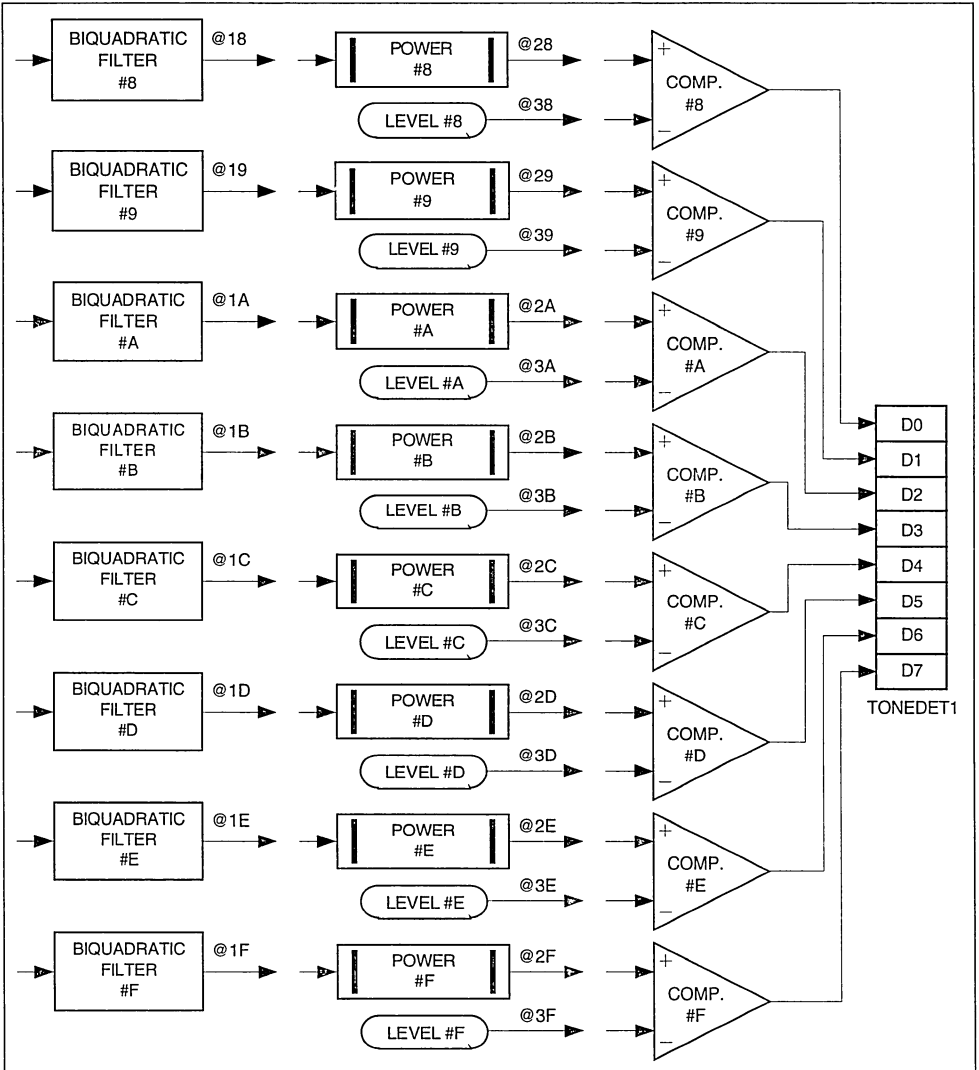 BIQUADRATIC
FILTER
#8
@18
POWER
#8
@28
LEVEL #8
@38
+
COMP.
#8
−
BIQUADRATIC
FILTER
#9
@19
POWER
#9
@29
LEVEL #9
@39
+
COMP.
#9
−
BIQUADRATIC
FILTER
#A
@1A
POWER
#A
@2A
LEVEL #A
@3A
+
COMP.
#A
−
BIQUADRATIC
FILTER
#B
@1B
POWER
#B
@2B
LEVEL #B
@3B
+
COMP.
#B
−
BIQUADRATIC
FILTER
#C
@1C
POWER
#C
@2C
LEVEL #C
@3C
+
COMP.
#C
−
BIQUADRATIC
FILTER
#D
@1D
POWER
#D
@2D
LEVEL #D
@3D
+
COMP.
#D
−
BIQUADRATIC
FILTER
#E
@1E
POWER
#E
@2E
LEVEL #E
@3E
+
COMP.
#E
−
BIQUADRATIC
FILTER
#F
@1F
POWER
#F
@2F
LEVEL #F
@3F
+
COMP.
#F
−
D0
D1
D2
D3
D4
D5
D6
D7
TONEDET1